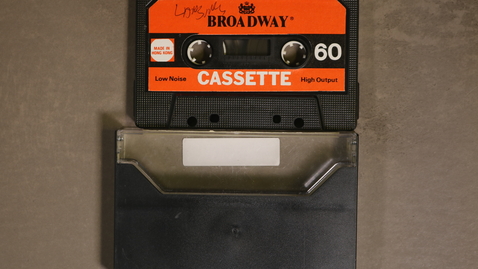 BROADWAY®
MADE IN
HONG KONG
60
Low Noise
CASSETTE
High Output